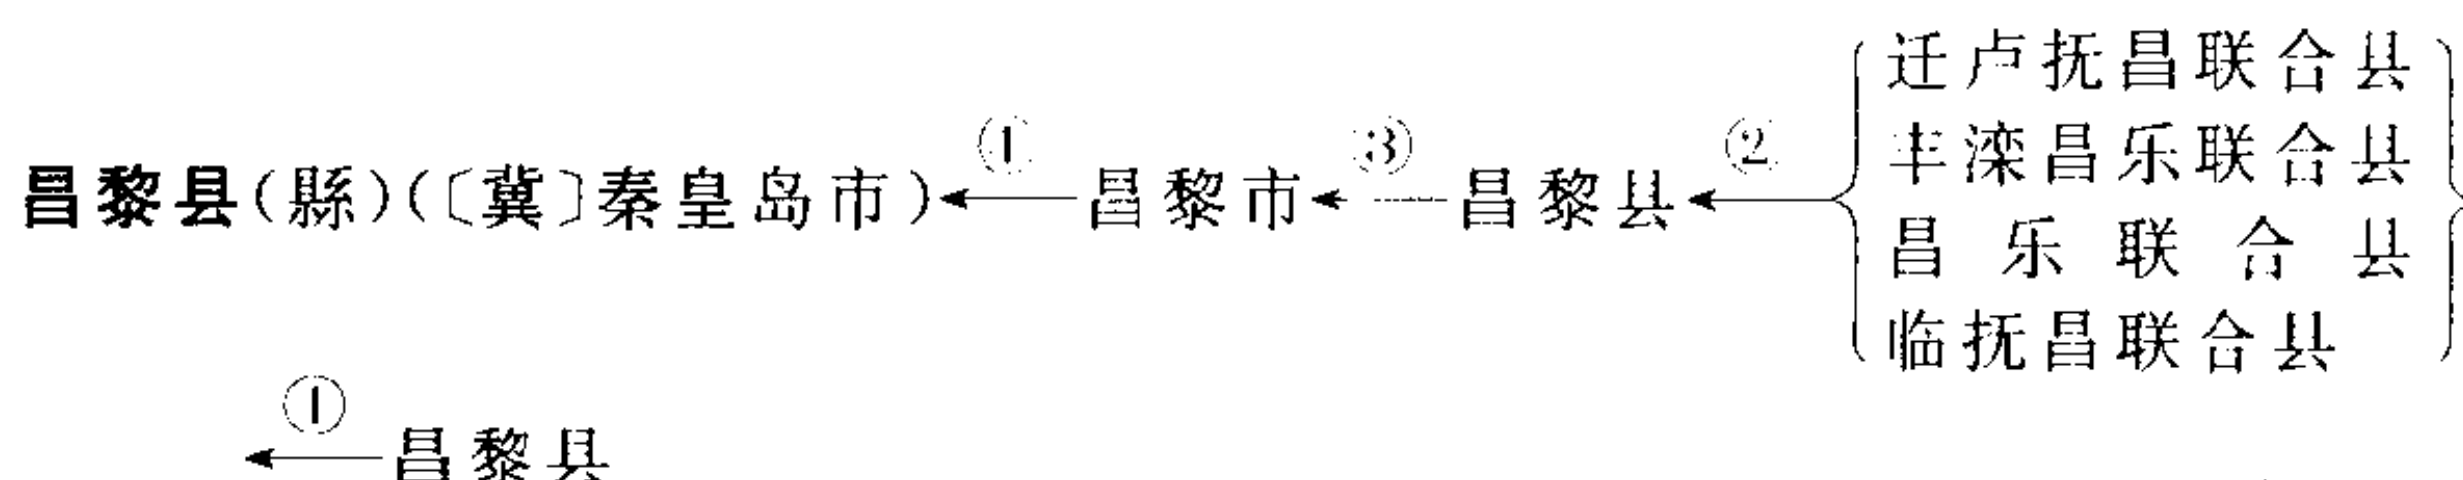 昌黎县(縣)(〔冀〕秦皇岛市)←④昌黎市←③昌黎县←②
迁卢抚昌联合县
丰滦昌乐联合县
昌乐联合县
临抚昌联合县
←①昌黎县